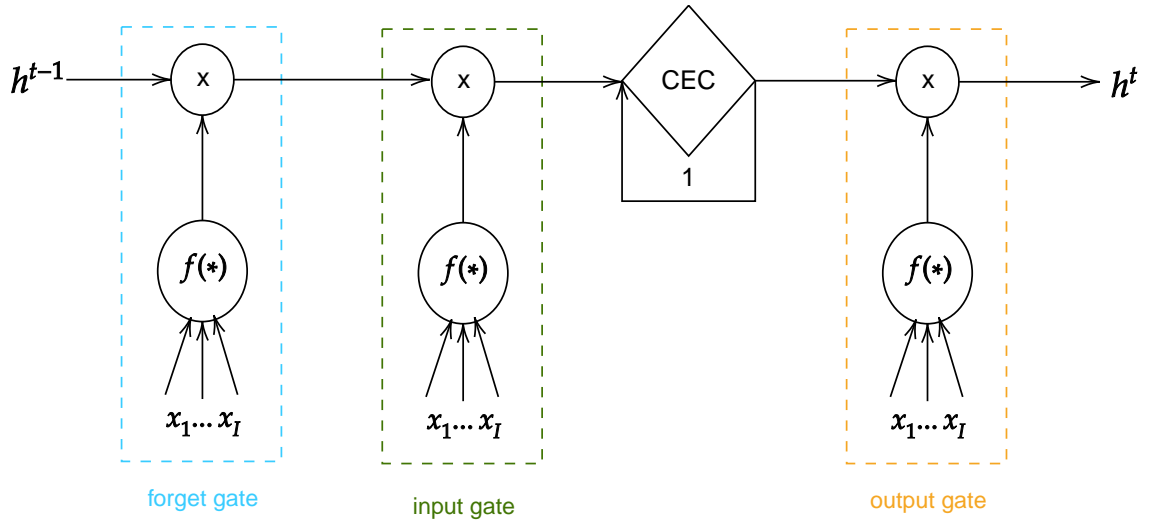 h^{t−1} x x CEC x h^t
1
f(*) f(*) f(*)
x_1... x_I x_1... x_I x_1... x_I
forget gate input gate output gate